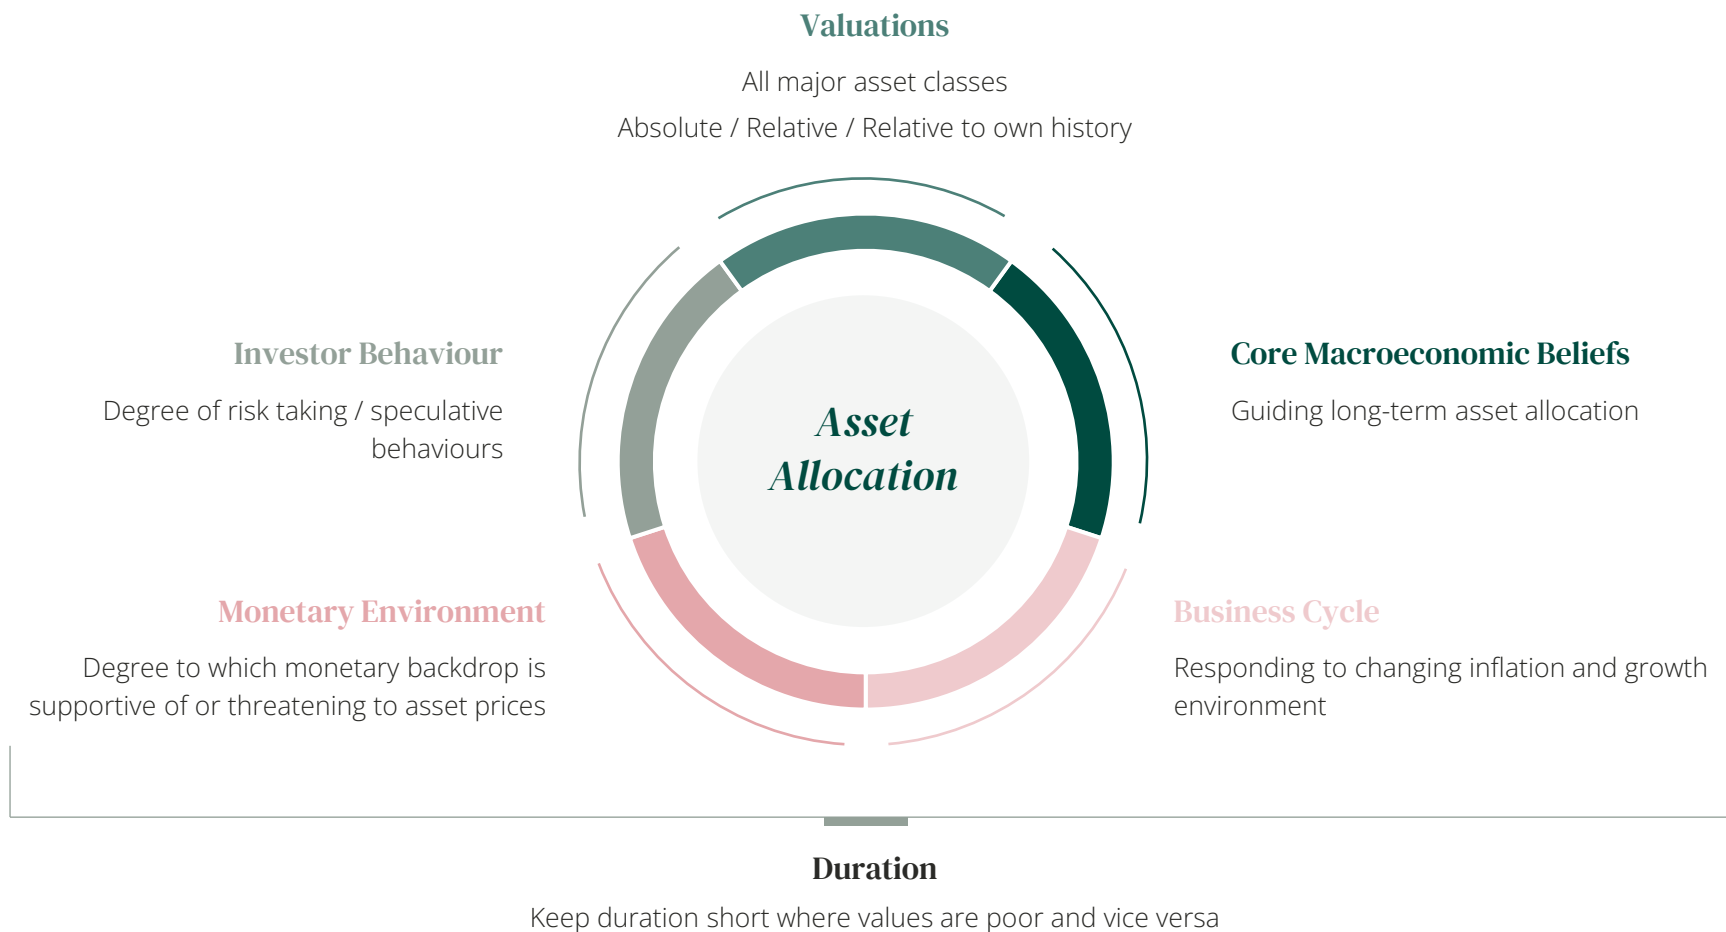 Valuations
All major asset classes
Absolute / Relative / Relative to own history
Investor Behaviour
Degree of risk taking / speculative
behaviours
Asset
Allocation
Core Macroeconomic Beliefs
Guiding long-term asset allocation
Monetary Environment
Degree to which monetary backdrop is
supportive of or threatening to asset prices
Business Cycle
Responding to changing inflation and growth
environment
Duration
Keep duration short where values are poor and vice versa